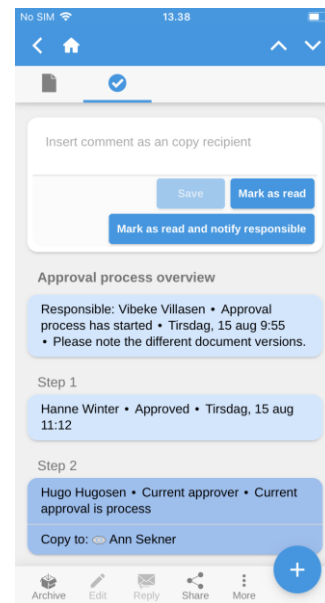 No SIM 13.38
Insert comment as an copy recipient
Save Mark as read
Mark as read and notify responsible
Approval process overview
Responsible: Vibeke Villasen • Approval
process has started • Tirsdag, 15 aug 9:55
• Please note the different document versions.
Step 1
Hanne Winter • Approved • Tirsdag, 15 aug
11:12
Step 2
Hugo Hugosen • Current approver • Current
approval is process
Copy to: Ann Sekner
Archive Edit Reply Share More